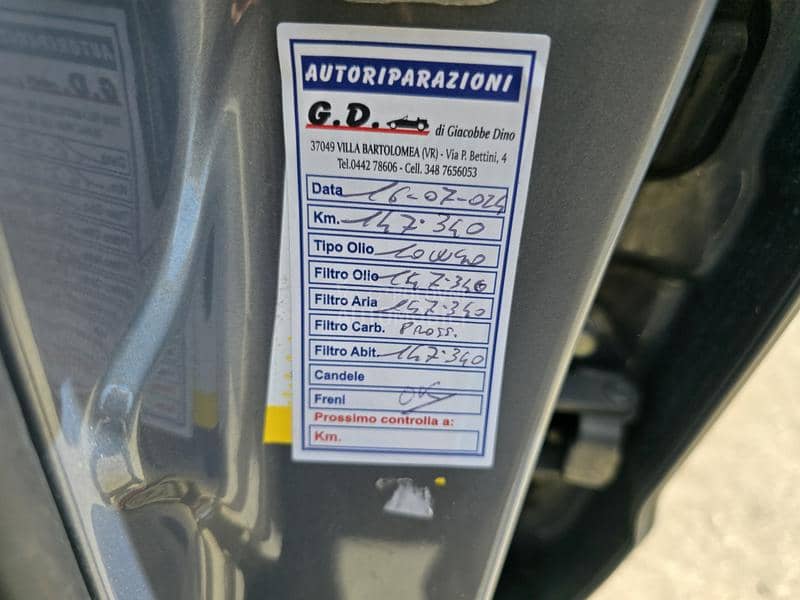 AUTORIPARAZIONI
G.D. di Giacobbe Dino
37049 VILLA BARTOLOMEA (VR) - Via P. Bettini, 4
Tel.0442 78606 - Cell. 348 7656053
Data 16-07-024
Km. 147.340
Tipo Olio 10W40
Filtro Olio 147.340
Filtro Aria 147.340
Filtro Carb. PROSS.
Filtro Abit. 147.340
Candele
Freni
Prossimo controlla a:
Km.